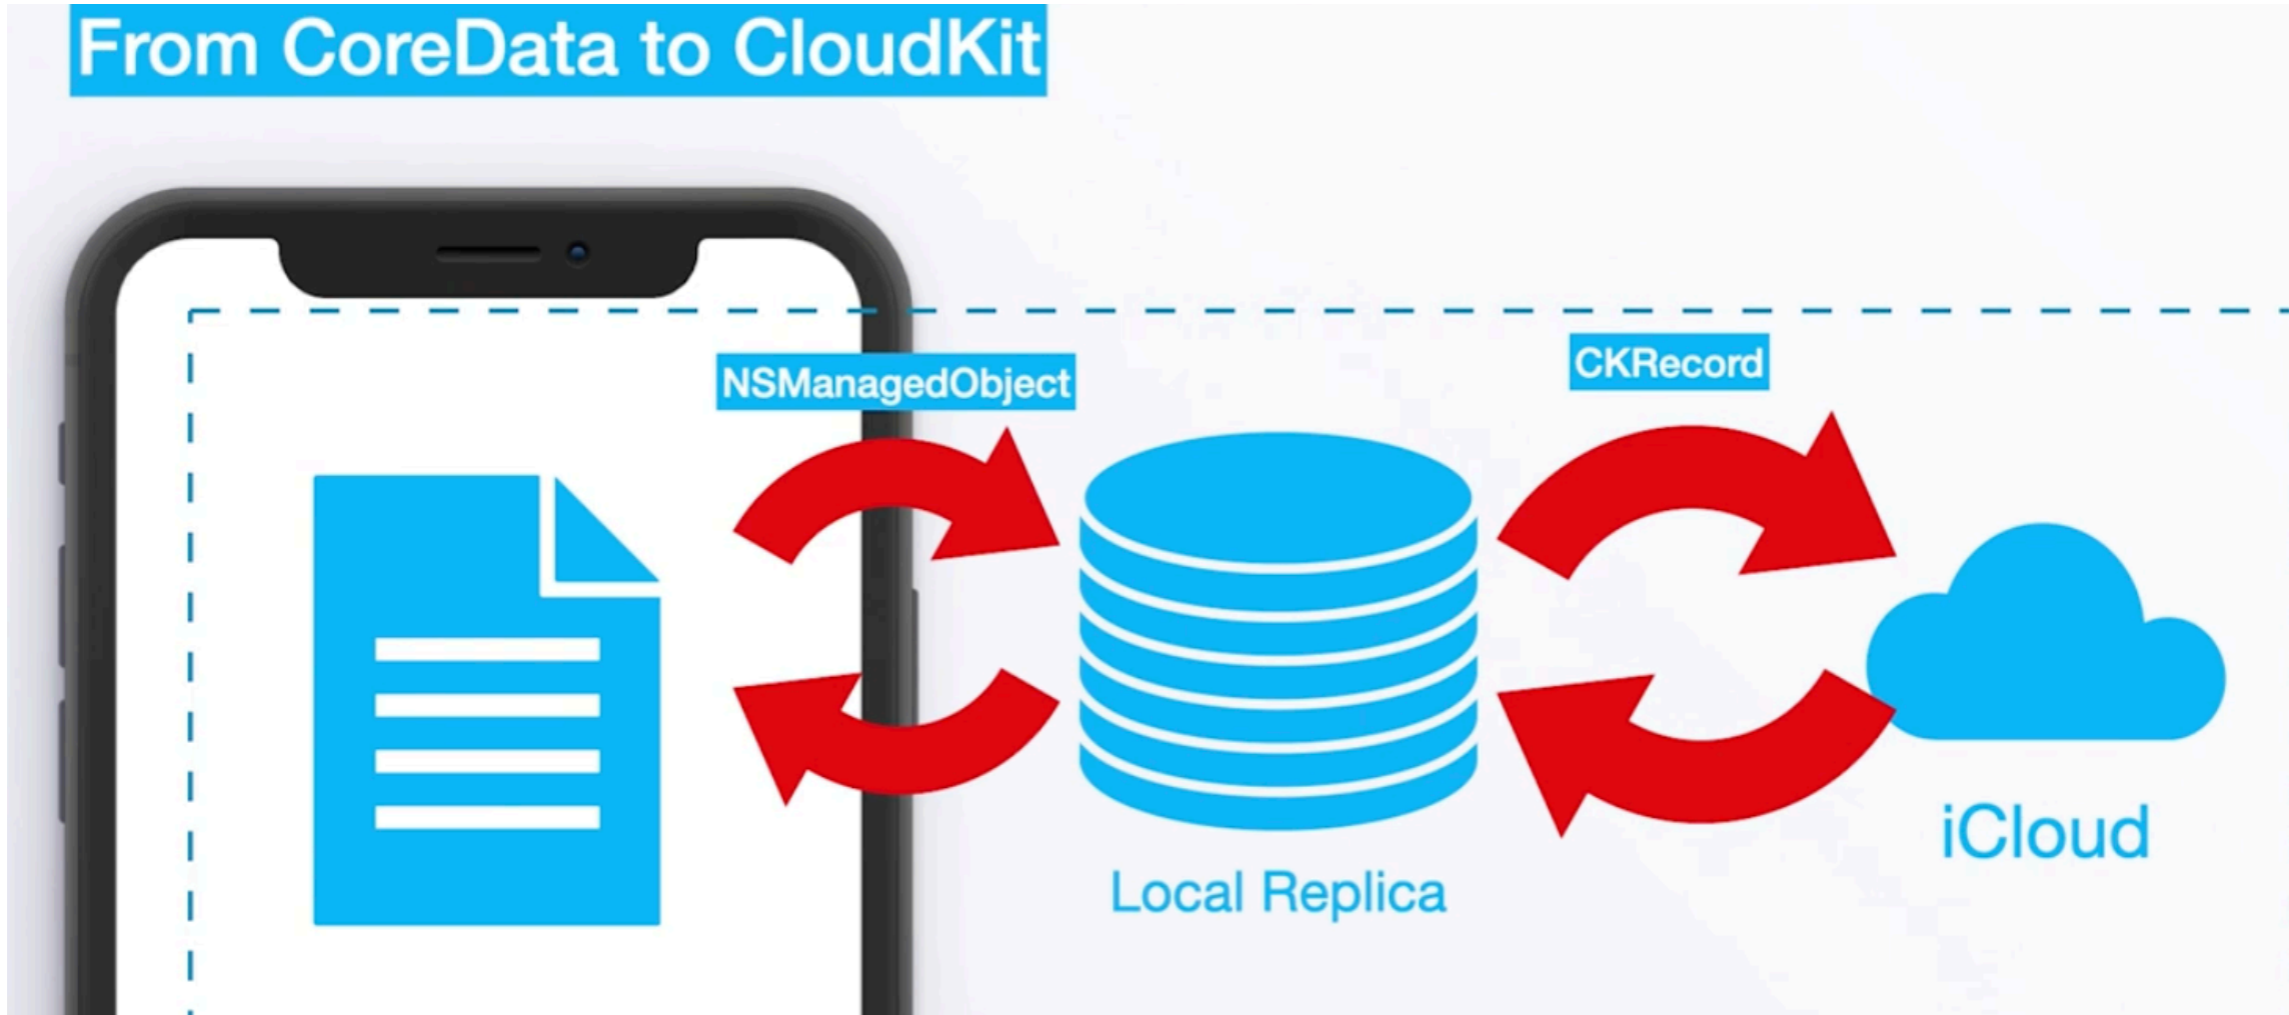 From CoreData to CloudKit
NSManagedObject
CKRecord
Local Replica
iCloud